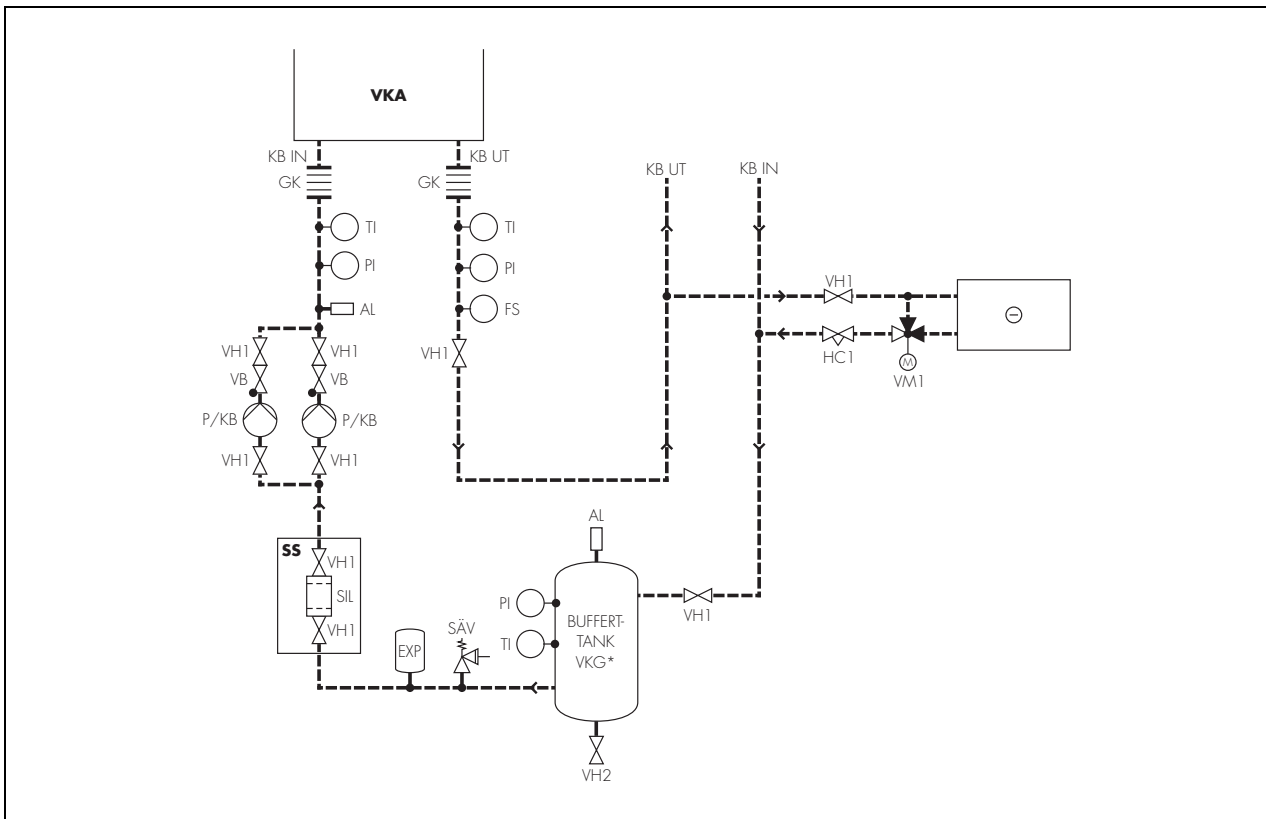 VKA
KB IN
KB UT
GK
GK
KB UT
KB IN
TI
TI
PI
PI
AL
FS
VH1
VH1
VH1
VH1
HC1
M
VM1
VB
VB
P/KB
P/KB
VH1
VH1
AL
SS
VH1
SIL
VH1
PI
TI
BUFFERT-
TANK
VKG*
VH1
SÄV
EXP
VH2